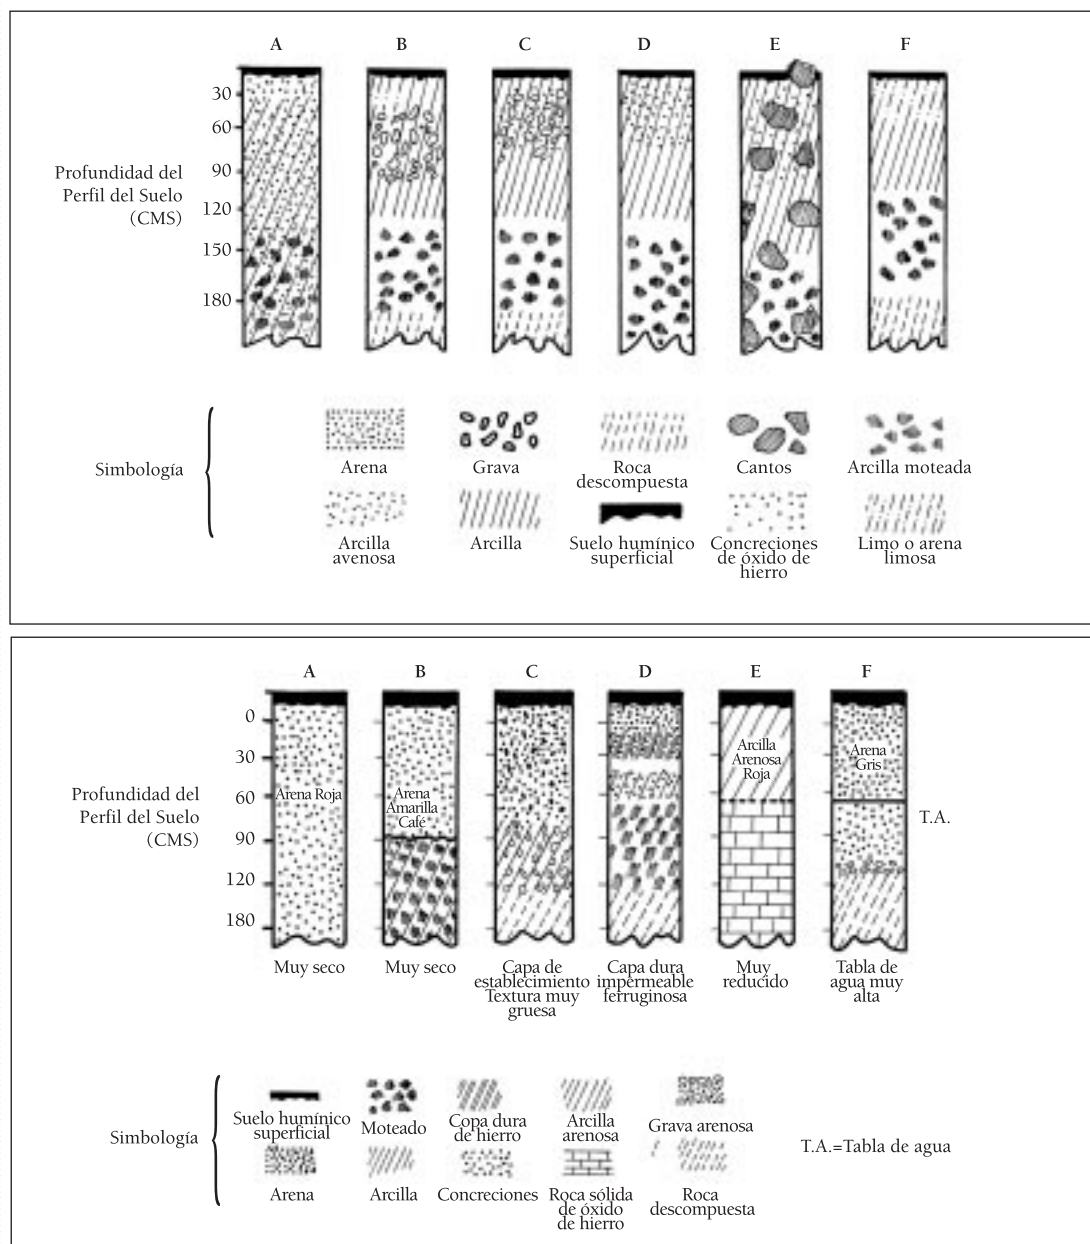 A B C D E F
30
60
90
120
150
180
Profundidad del
Perfil del Suelo
(CMS)
Simbología
Arena Grava Roca
descompuesta Cantos Arcilla moteada
Arcilla
avenosa Arcilla Suelo humínico
superficial Concreciones
de óxido de
hierro Limo o arena
limosa
A B C D E F
0
30
60
90
120
180
Profundidad del
Perfil del Suelo
(CMS)
Arena Roja
Arena
Amarilla
Café
Arcilla
Arenosa
Roja
Arena
Gris
T.A.
Muy seco
Muy seco
Capa de
establecimiento
Textura muy
gruesa
Capa dura
impermeable
ferruginosa
Muy
reducido
Tabla de
agua muy
alta
Simbología
Suelo humínico
superficial
Moteado
Copa dura
de hierro
Arcilla
arenosa
Grava arenosa
Arena
Arcilla
Concreciones
Roca sólida
de óxido
de hierro
Roca
descompuesta
T.A.=Tabla de agua